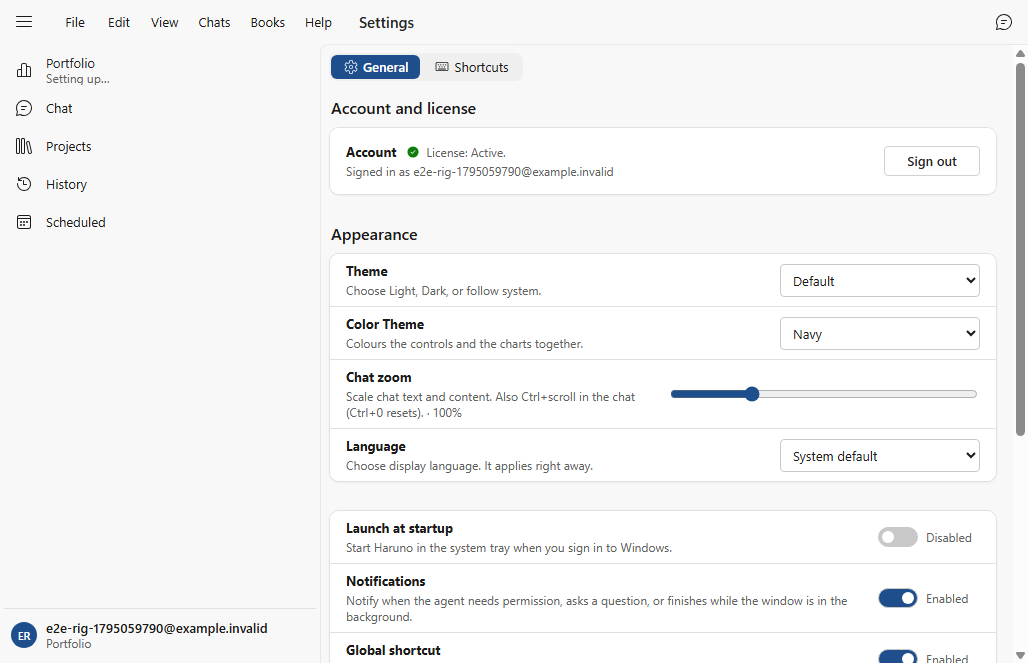 File Edit View Chats Books Help Settings
Portfolio
Setting up...
Chat
Projects
History
Scheduled
General Shortcuts
Account and license
Account License: Active.
Signed in as e2e-rig-1795059790@example.invalid
Sign out
Appearance
Theme
Choose Light, Dark, or follow system.
Default
Color Theme
Colours the controls and the charts together.
Navy
Chat zoom
Scale chat text and content. Also Ctrl+scroll in the chat
(Ctrl+0 resets). · 100%
Language
Choose display language. It applies right away.
System default
Launch at startup
Start Haruno in the system tray when you sign in to Windows.
Disabled
Notifications
Notify when the agent needs permission, asks a question, or finishes while the window is in the
background.
Enabled
Global shortcut
Enabled
ER
e2e-rig-1795059790@example.invalid
Portfolio